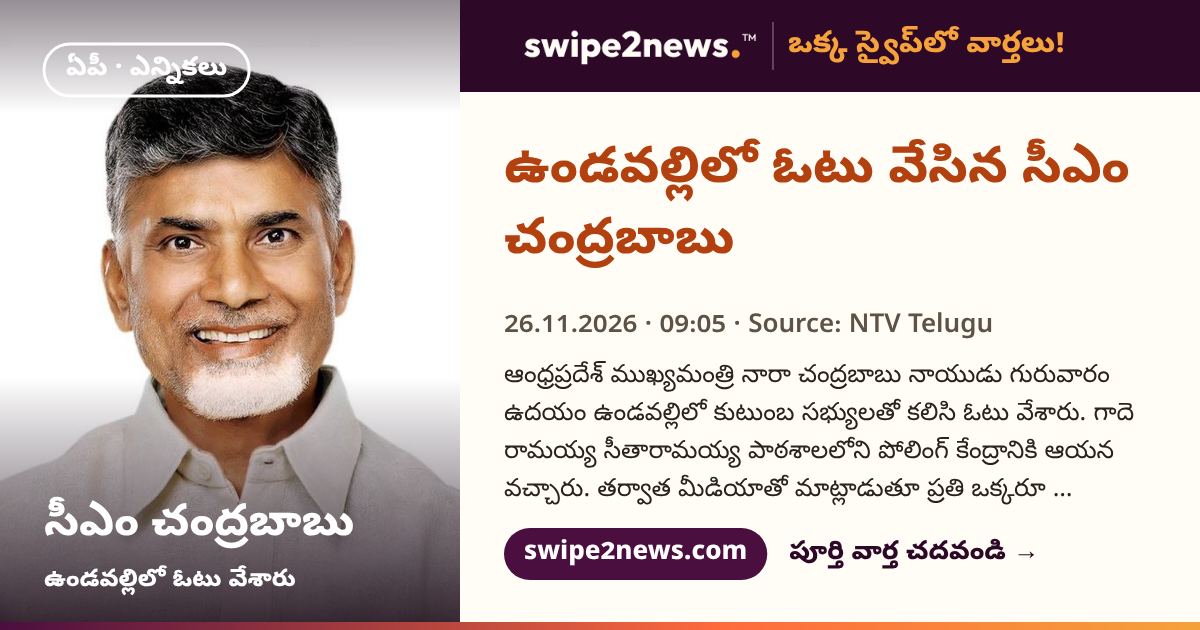 ఏపీ · ఎన్నికలు
సీఎం చంద్రబాబు
ఉండవల్లిలో ఓటు వేశారు
swipe2news.™ ఒక్క స్వైప్‌లో వార్తలు!
ఉండవల్లిలో ఓటు వేసిన సీఎం
చంద్రబాబు
26.11.2026 · 09:05 · Source: NTV Telugu
ఆంధ్రప్రదేశ్ ముఖ్యమంత్రి నారా చంద్రబాబు నాయుడు గురువారం
ఉదయం ఉండవల్లిలో కుటుంబ సభ్యులతో కలిసి ఓటు వేశారు. గాదె
రామయ్య సీతారామయ్య పాఠశాలలోని పోలింగ్ కేంద్రానికి ఆయన
వచ్చారు. తర్వాత మీడియాతో మాట్లాడుతూ ప్రతి ఒక్కరూ ...
swipe2news.com పూర్తి వార్త చదవండి →